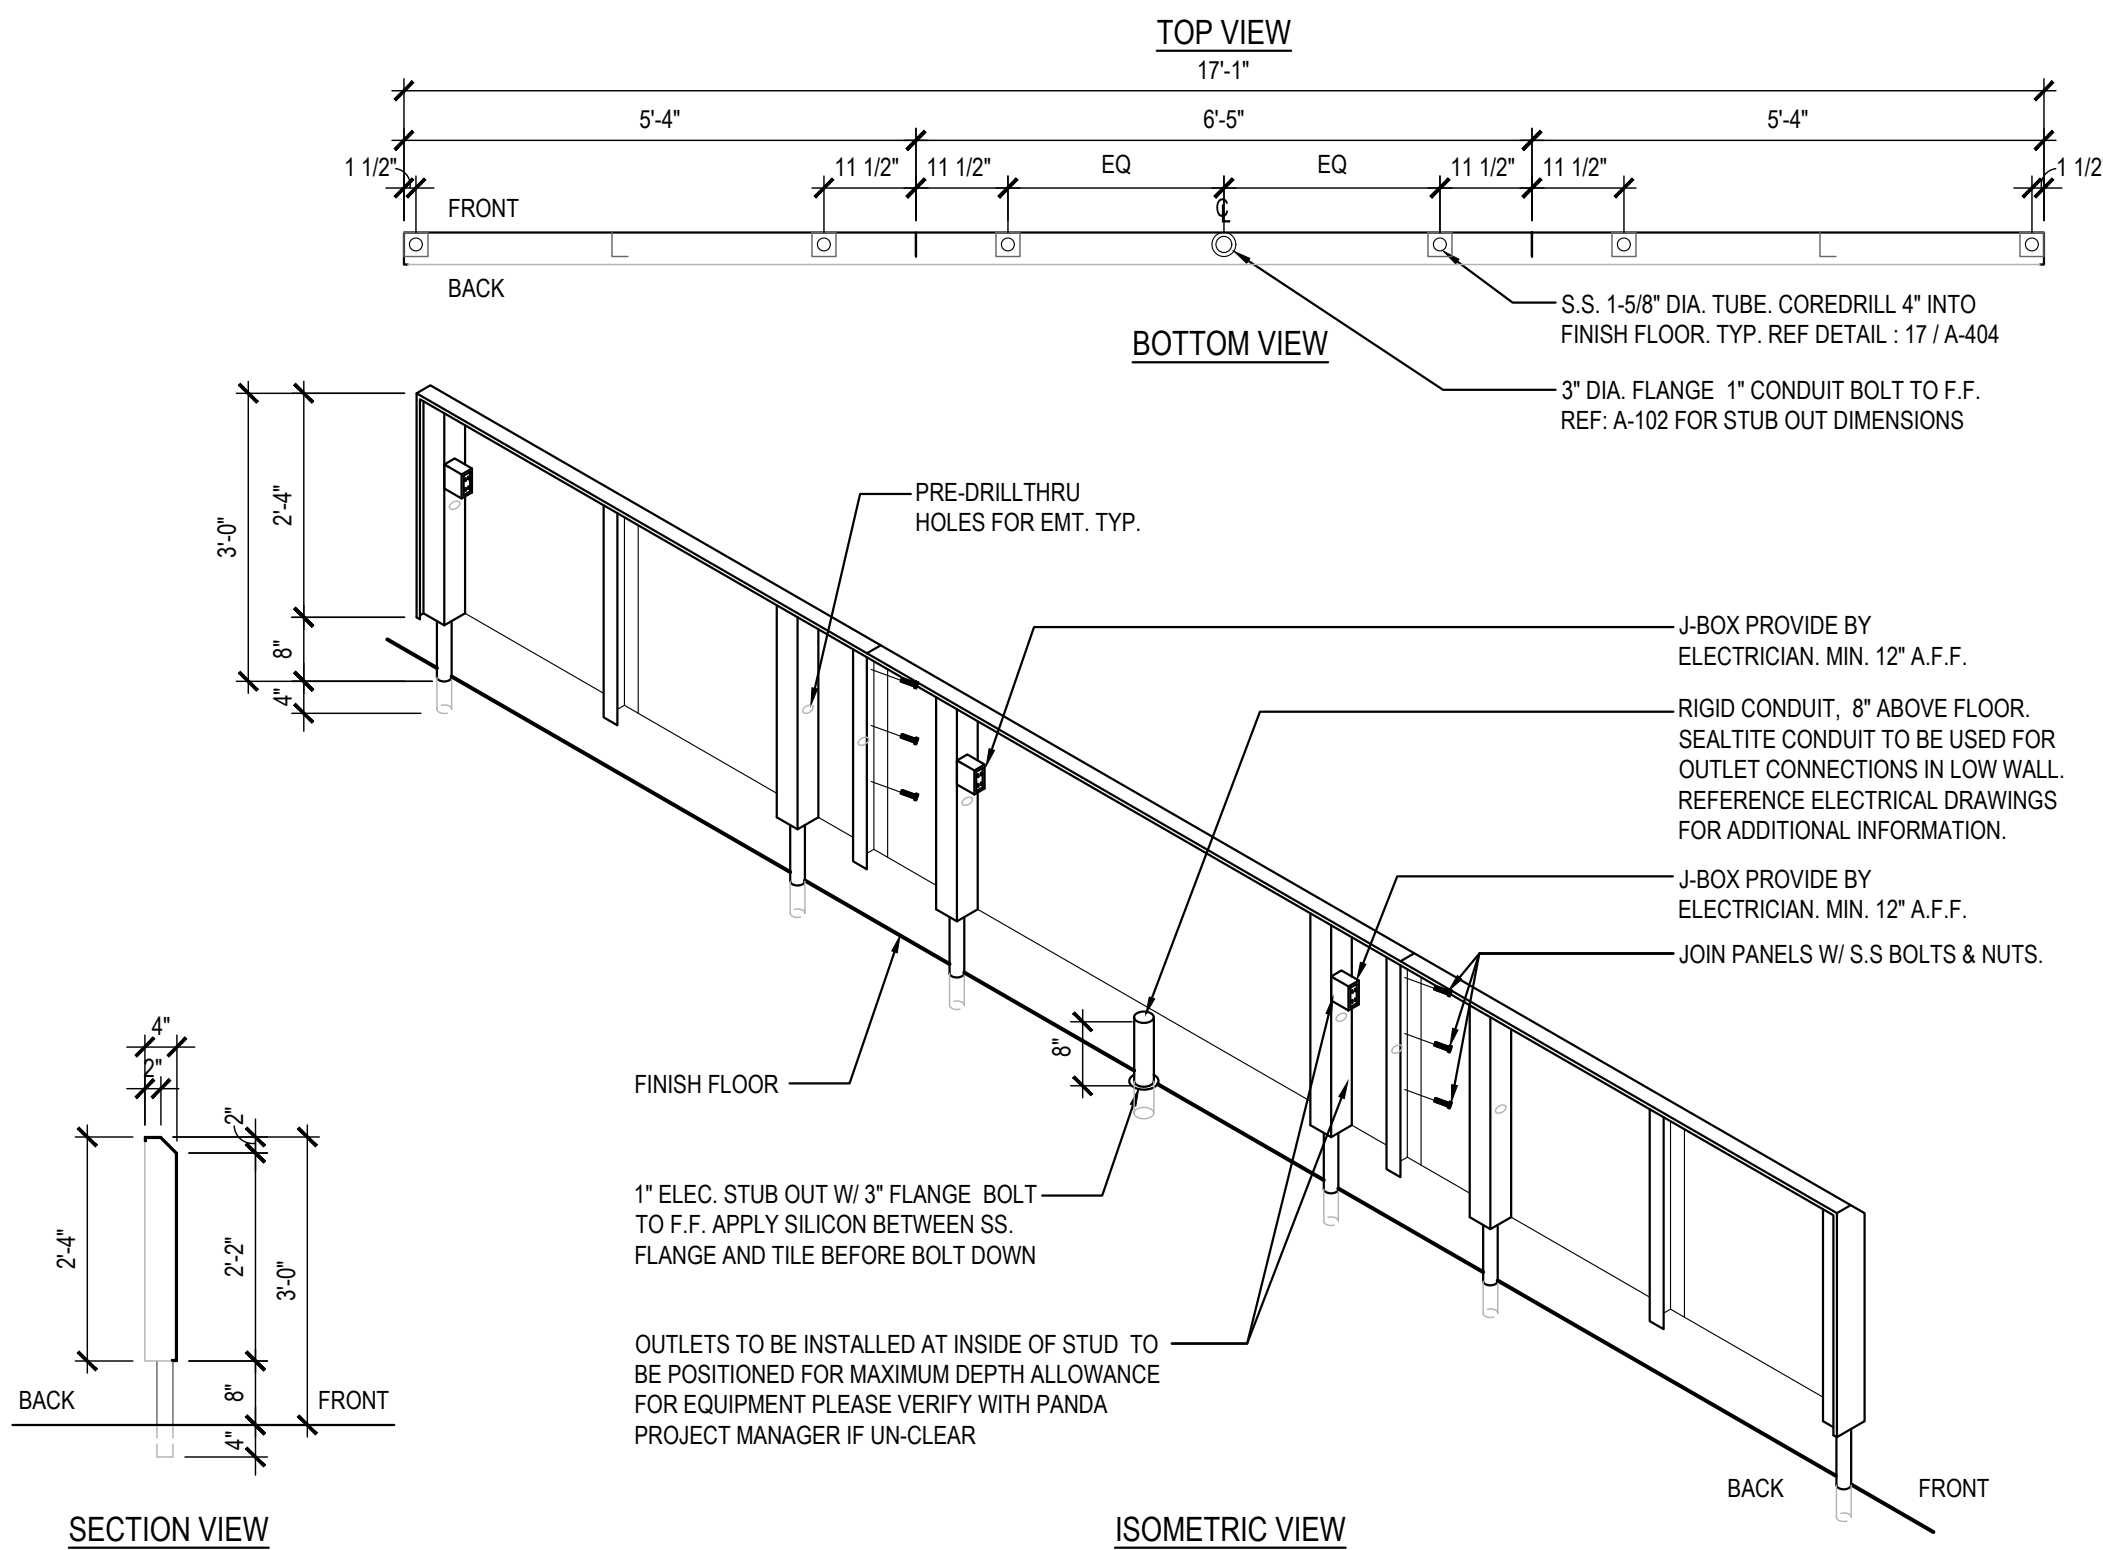 TOP VIEW
17'-1"
5'-4" 6'-5" 5'-4"
1 1/2" 11 1/2" 11 1/2" EQ EQ 11 1/2" 11 1/2" 1 1/2
FRONT
BACK
BOTTOM VIEW
S.S. 1-5/8" DIA. TUBE. COREDRILL 4" INTO
FINISH FLOOR. TYP. REF DETAIL : 17 / A-404
3" DIA. FLANGE 1" CONDUIT BOLT TO F.F.
REF: A-102 FOR STUB OUT DIMENSIONS
3'-0"
2'-4"
8"
4"
PRE-DRILLTHRU
HOLES FOR EMT. TYP.
J-BOX PROVIDE BY
ELECTRICIAN. MIN. 12" A.F.F.
RIGID CONDUIT, 8" ABOVE FLOOR.
SEALTITE CONDUIT TO BE USED FOR
OUTLET CONNECTIONS IN LOW WALL.
REFERENCE ELECTRICAL DRAWINGS
FOR ADDITIONAL INFORMATION.
J-BOX PROVIDE BY
ELECTRICIAN. MIN. 12" A.F.F.
JOIN PANELS W/ S.S BOLTS & NUTS.
8"
FINISH FLOOR
1" ELEC. STUB OUT W/ 3" FLANGE BOLT
TO F.F. APPLY SILICON BETWEEN SS.
FLANGE AND TILE BEFORE BOLT DOWN
OUTLETS TO BE INSTALLED AT INSIDE OF STUD TO
BE POSITIONED FOR MAXIMUM DEPTH ALLOWANCE
FOR EQUIPMENT PLEASE VERIFY WITH PANDA
PROJECT MANAGER IF UN-CLEAR
4"
2"
2"
2'-4"
2'-2"
3'-0"
8"
4"
BACK
FRONT
SECTION VIEW
BACK
FRONT
ISOMETRIC VIEW